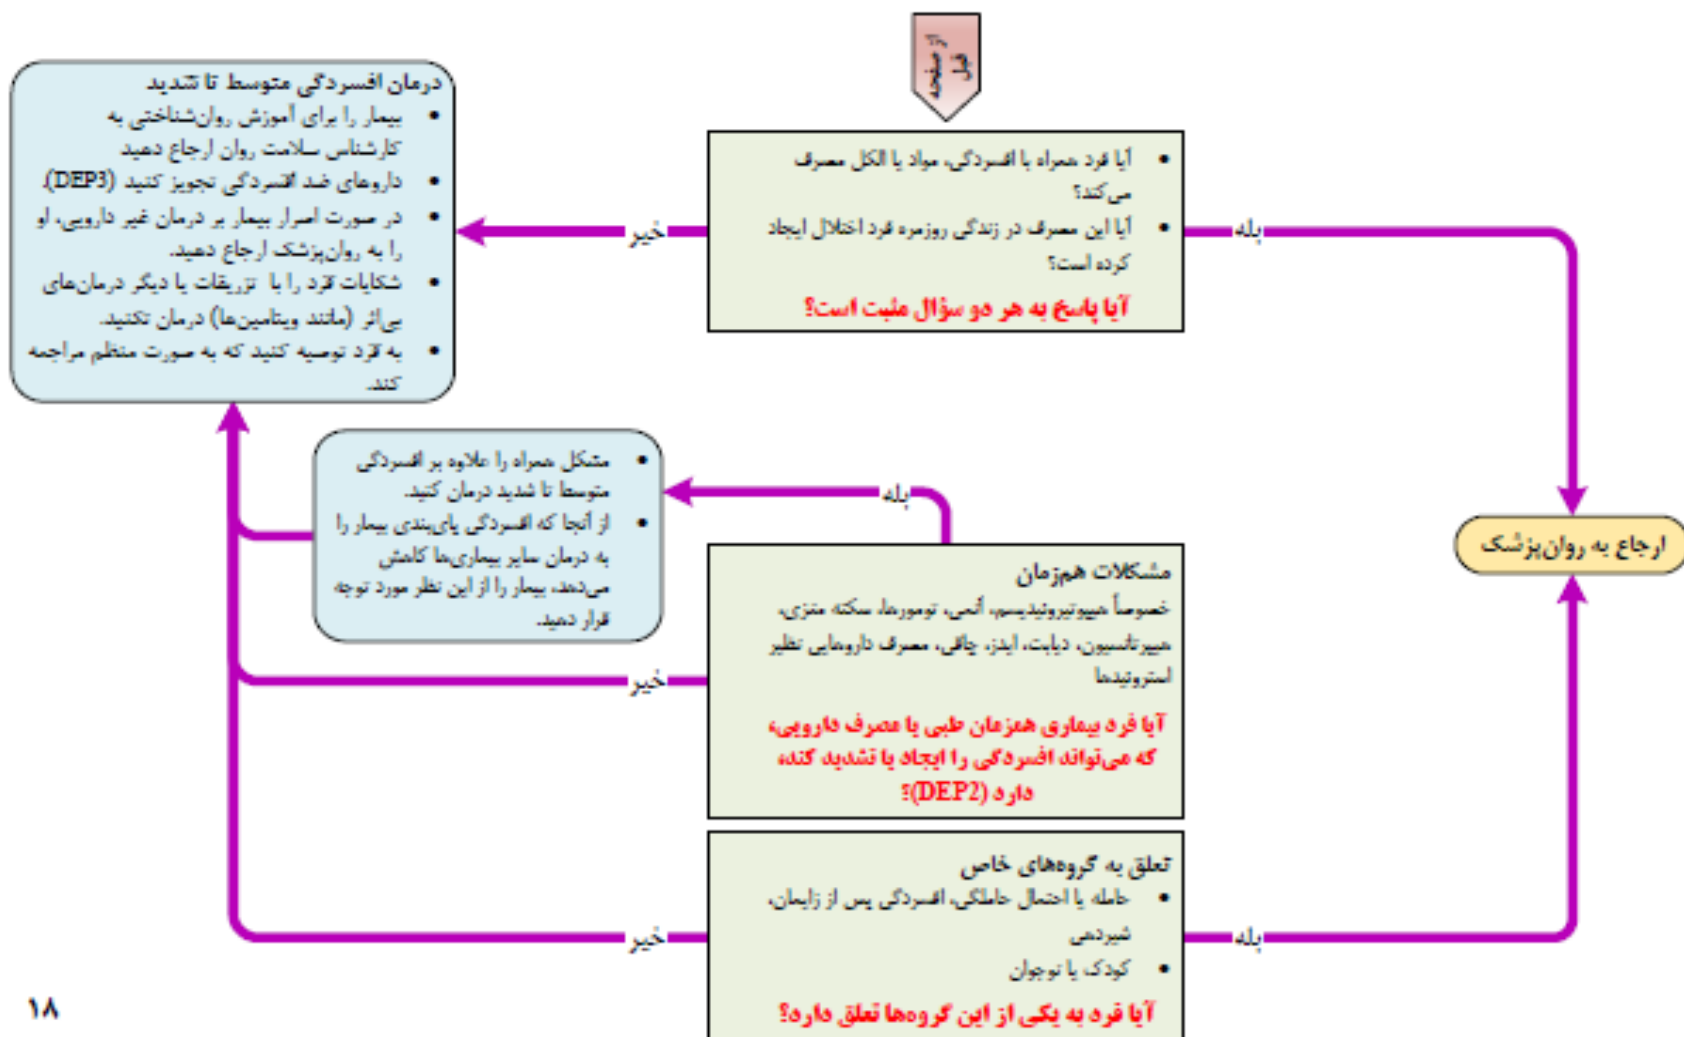 از صفحه
قبل
آیا فرد همراه با افسردگی، مواد یا الکل مصرف
می‌کند؟
آیا این مصرف در زندگی روزمره فرد اختلال ایجاد
کرده است؟
آیا پاسخ به هر دو سؤال مثبت است؟
بله
خیر
درمان افسردگی متوسط تا شدید
بیمار را برای آموزش روان‌شناختی به
کارشناس سلامت روان ارجاع دهید
داروهای ضد افسردگی تجویز کنید (DEP3).
در صورت اصرار بیمار بر درمان غیر دارویی، او
را به روان‌پزشک ارجاع دهید.
شکایات فرد را با تزریقات یا دیگر درمان‌های
بی‌اثر (مانند ویتامین‌ها) درمان نکنید.
به فرد توصیه کنید که به صورت منظم مراجعه
کند.
مشکل همراه را علاوه بر افسردگی
متوسط تا شدید درمان کنید.
از آنجا که افسردگی پای‌بندی بیمار را
به درمان سایر بیماری‌ها کاهش
می‌دهد، بیمار را از این نظر مورد توجه
قرار دهید.
بله
ارجاع به روان‌پزشک
مشکلات هم‌زمان
خصوصاً هیپوتیروئیدیسم، آنمی، تومورها، سکته مغزی،
هیپرتانسیون، دیابت، ایدز، چاقی، مصرف داروهایی نظیر
استروئیدها
آیا فرد بیماری همزمان طبی یا مصرف دارویی،
که می‌تواند افسردگی را ایجاد یا تشدید کند،
دارد (DEP2)؟
خیر
تعلق به گروه‌های خاص
حامله یا احتمال حاملگی، افسردگی پس از زایمان،
شیردهی
کودک یا نوجوان
آیا فرد به یکی از این گروه‌ها تعلق دارد؟
بله
خیر
۱۸